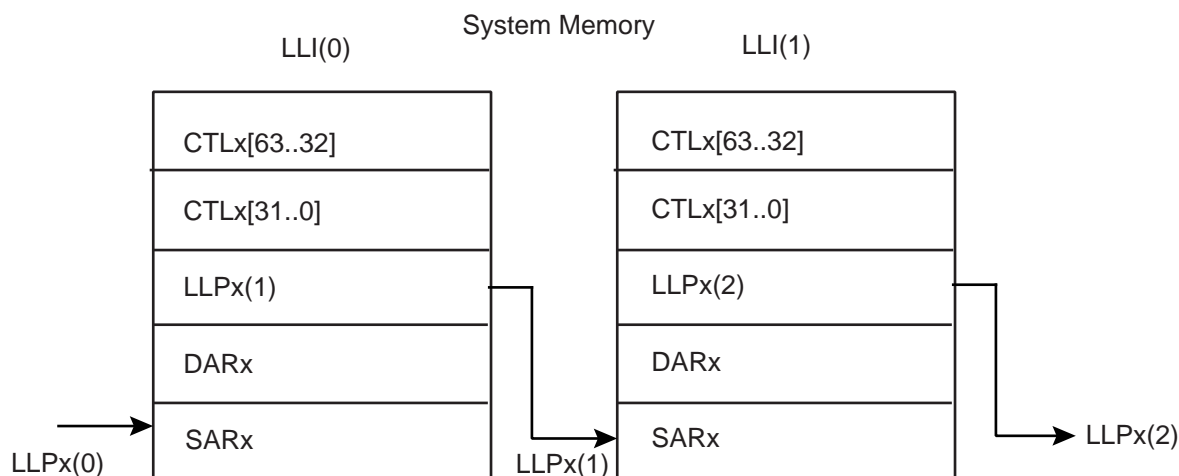 System Memory
LLI(0)
LLI(1)
CTLx[63..32]
CTLx[31..0]
LLPx(1)
DARx
SARx
CTLx[63..32]
CTLx[31..0]
LLPx(2)
DARx
SARx
LLPx(0)
LLPx(1)
LLPx(2)